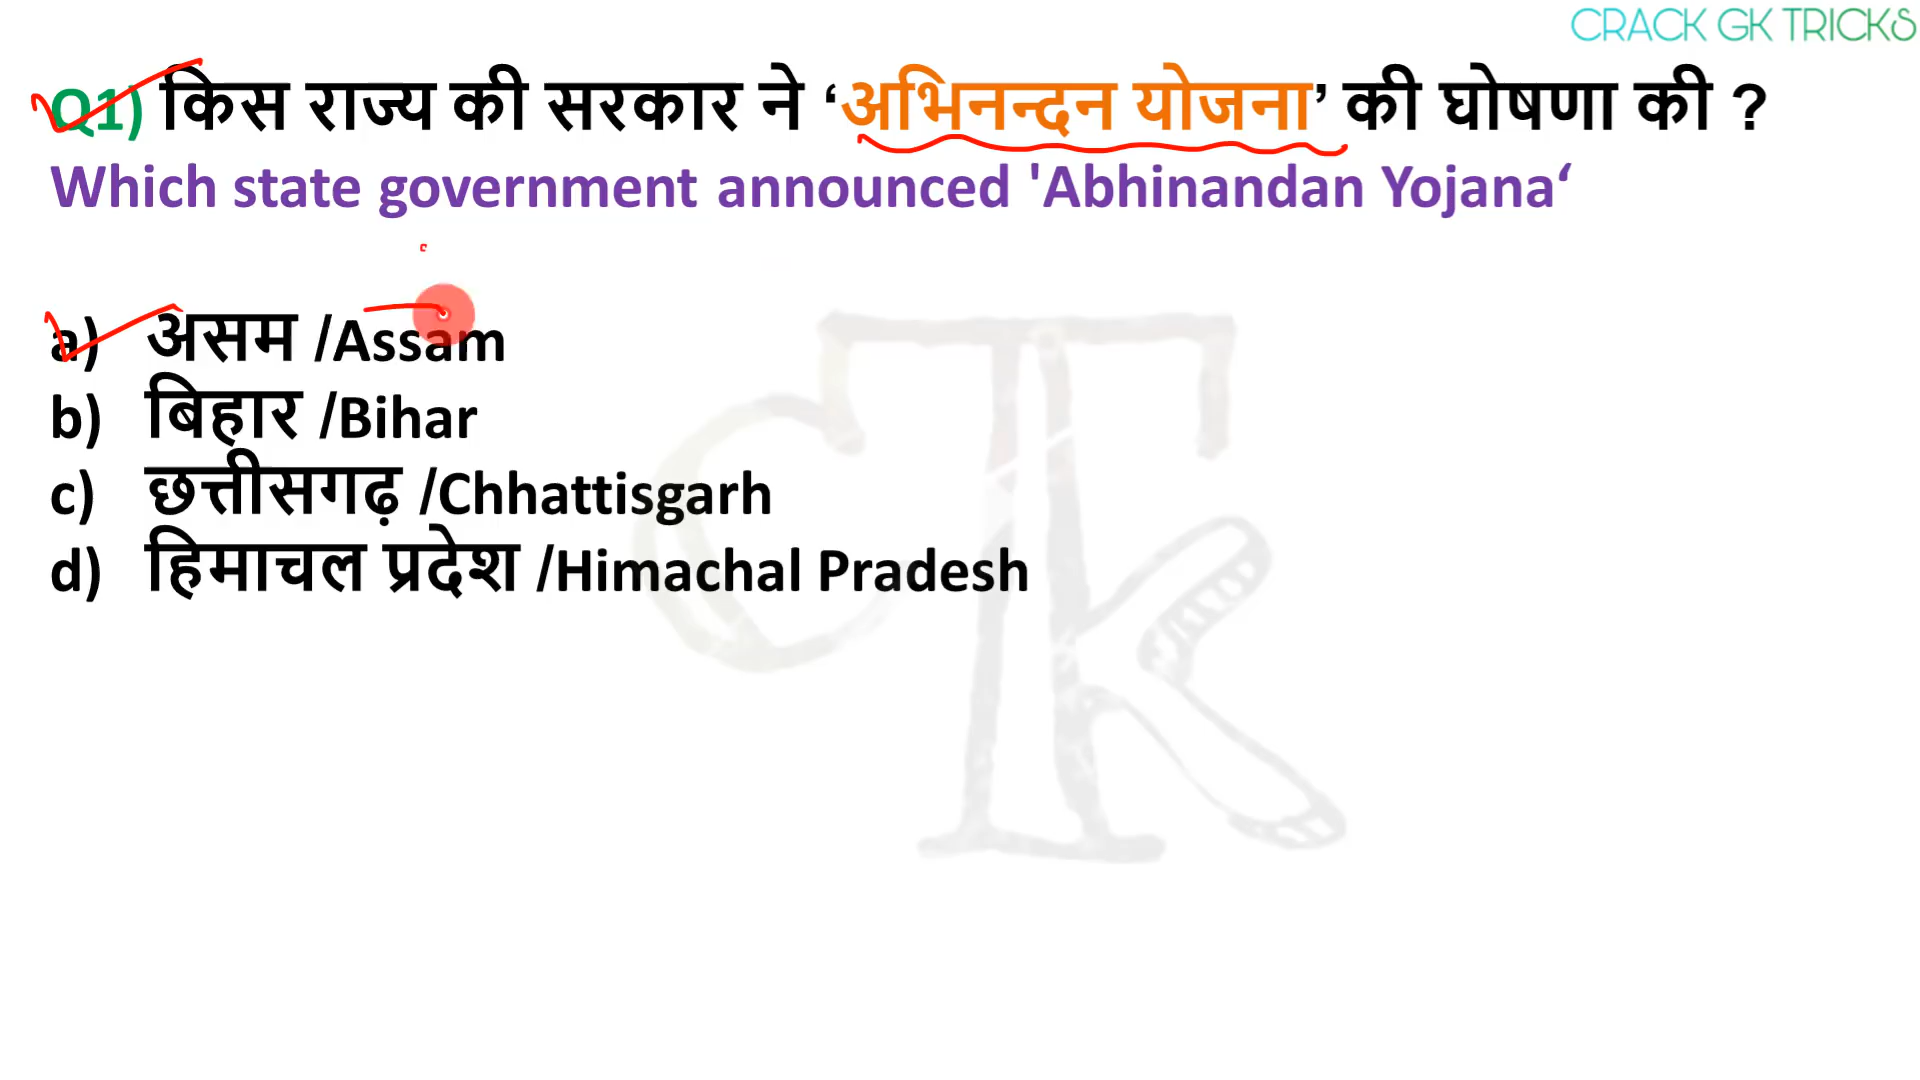 CRACK GK TRICKS
Q1) किस राज्य की सरकार ने ‘अभिनन्दन योजना’ की घोषणा की ?
Which state government announced 'Abhinandan Yojana‘
a) असम /Assam
b) बिहार /Bihar
c) छत्तीसगढ़ /Chhattisgarh
d) हिमाचल प्रदेश /Himachal Pradesh
CTk